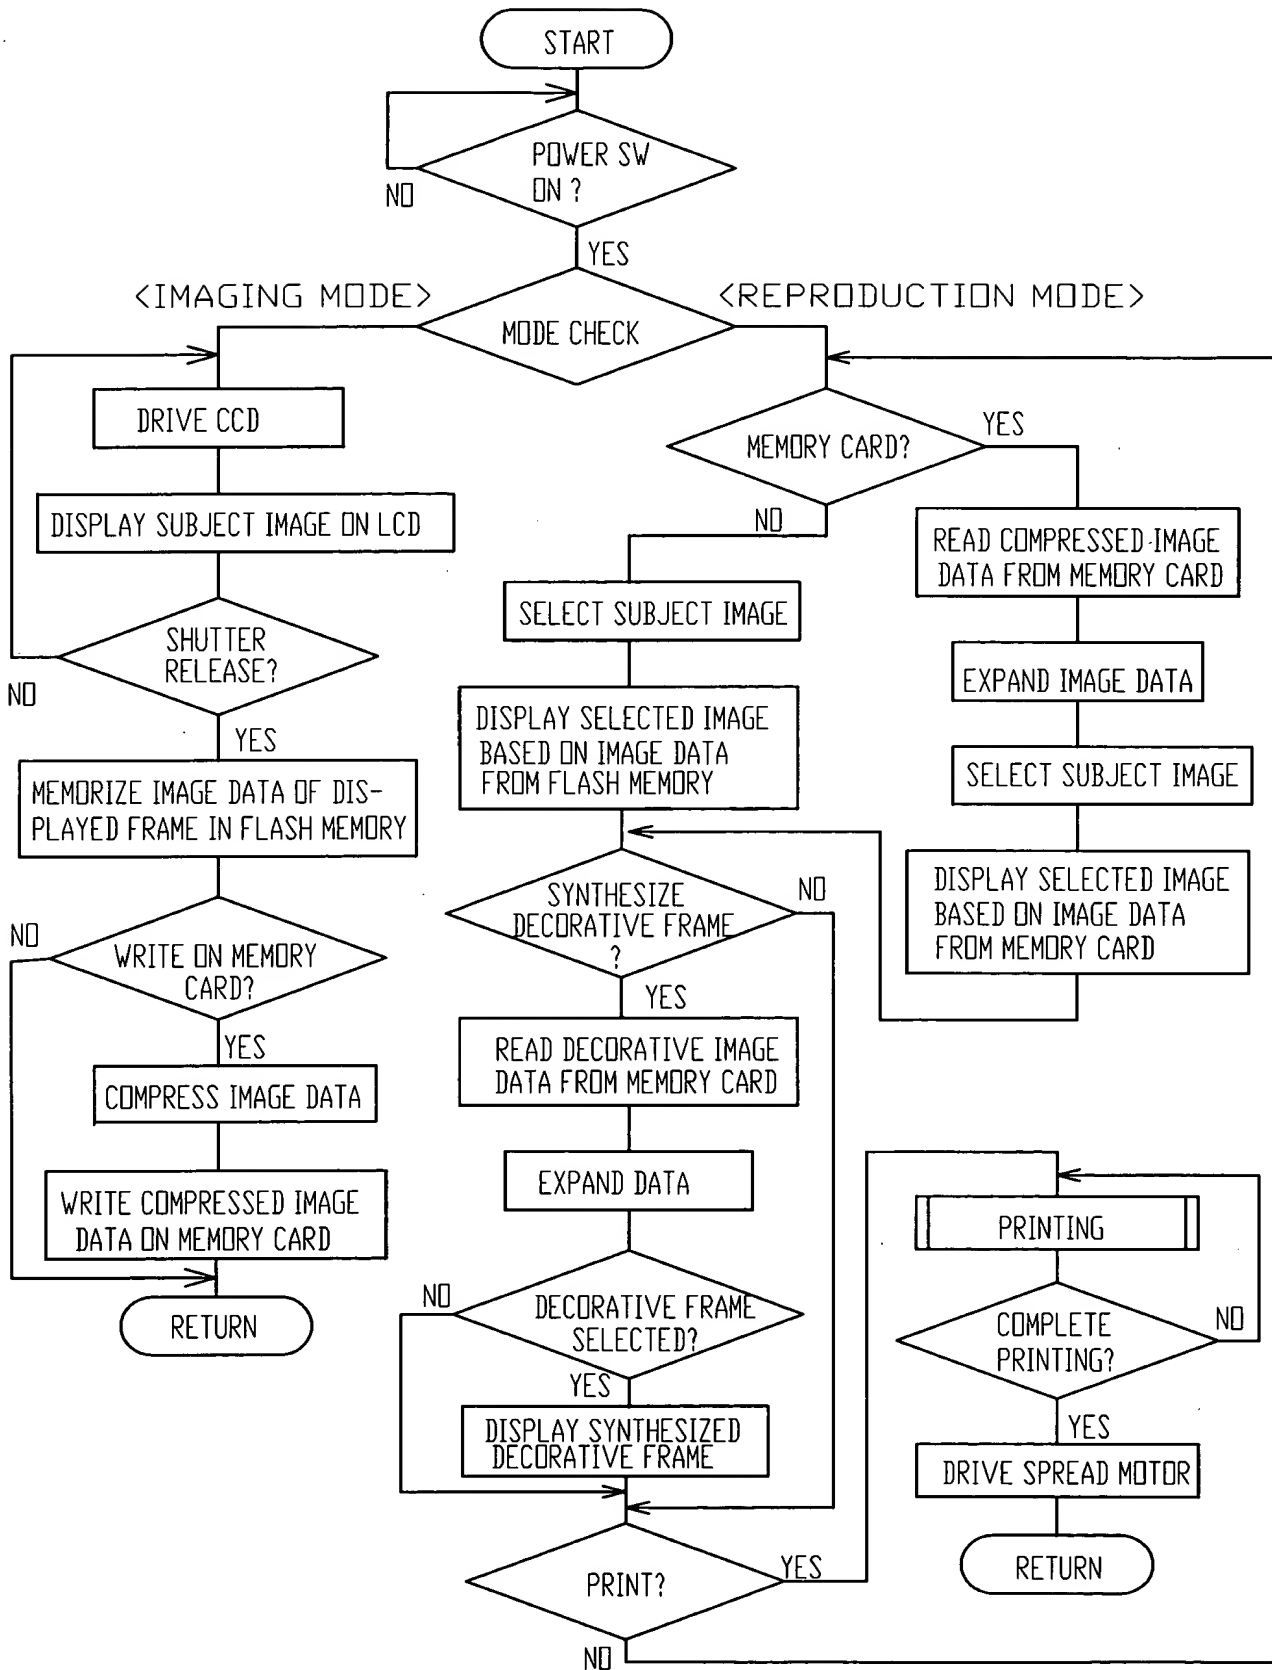 START
POWER SW
ON ?
NO
YES
<IMAGING MODE>
<REPRODUCTION MODE>
MODE CHECK
DRIVE CCD
DISPLAY SUBJECT IMAGE ON LCD
SHUTTER
RELEASE?
NO
YES
MEMORIZE IMAGE DATA OF DIS-
PLAYED FRAME IN FLASH MEMORY
NO
WRITE ON MEMORY
CARD?
YES
COMPRESS IMAGE DATA
WRITE COMPRESSED IMAGE
DATA ON MEMORY CARD
RETURN
MEMORY CARD?
YES
NO
SELECT SUBJECT IMAGE
DISPLAY SELECTED IMAGE
BASED ON IMAGE DATA
FROM FLASH MEMORY
READ COMPRESSED IMAGE
DATA FROM MEMORY CARD
EXPAND IMAGE DATA
SELECT SUBJECT IMAGE
DISPLAY SELECTED IMAGE
BASED ON IMAGE DATA
FROM MEMORY CARD
SYNTHESIZE
DECORATIVE FRAME
?
NO
YES
READ DECORATIVE IMAGE
DATA FROM MEMORY CARD
EXPAND DATA
NO
DECORATIVE FRAME
SELECTED?
YES
DISPLAY SYNTHESIZED
DECORATIVE FRAME
PRINT?
YES
NO
PRINTING
COMPLETE
PRINTING?
NO
YES
DRIVE SPREAD MOTOR
RETURN